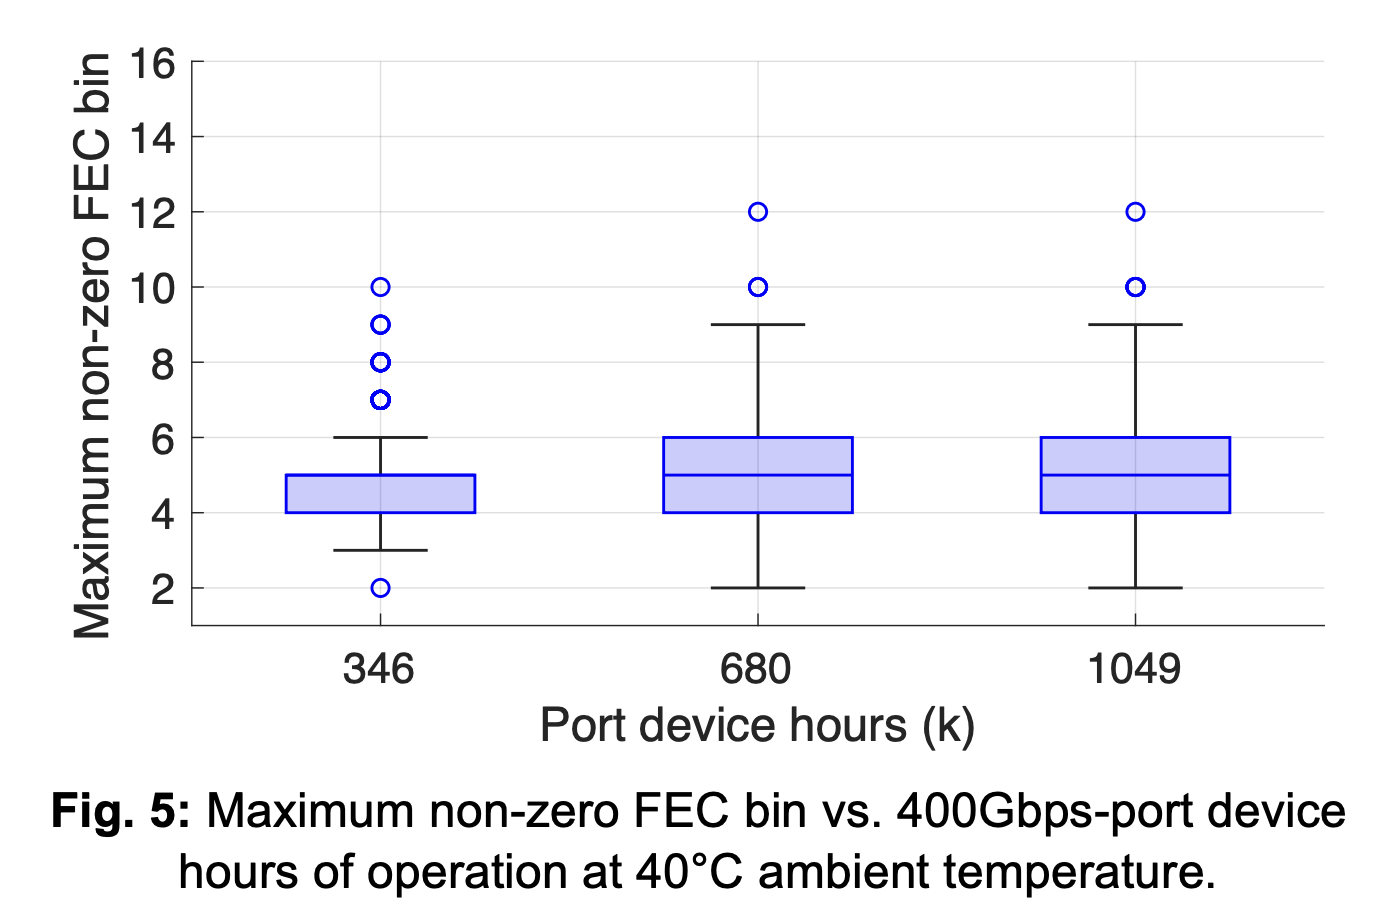 Maximum non-zero FEC bin
16
14
12
10
8
6
4
2
346 680 1049
Port device hours (k)
Fig. 5: Maximum non-zero FEC bin vs. 400Gbps-port device
hours of operation at 40°C ambient temperature.